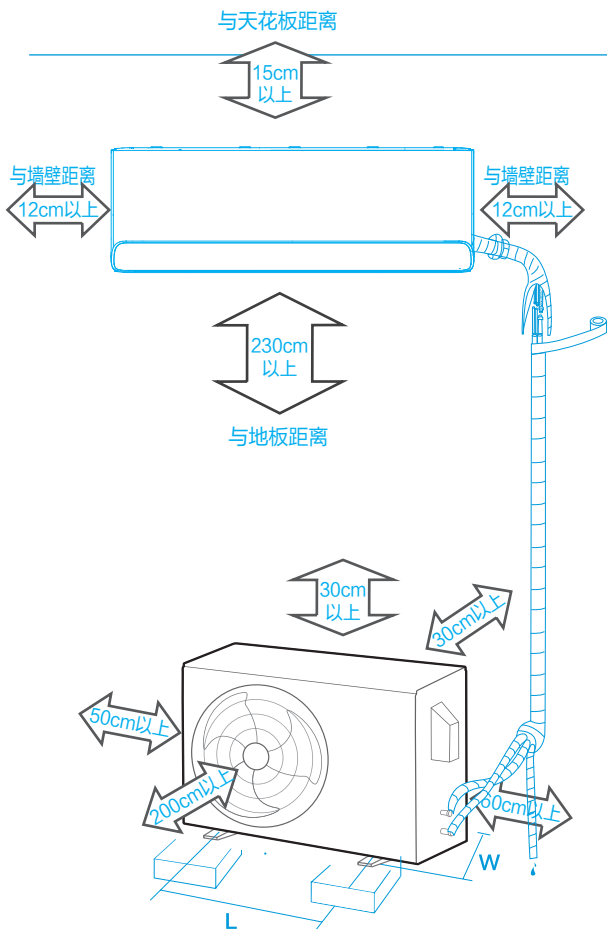 与天花板距离
15cm
以上
与墙壁距离
12cm以上
与墙壁距离
12cm以上
230cm
以上
与地板距离
30cm
以上
30cm以上
50cm以上
200cm以上
60cm以上
W
L